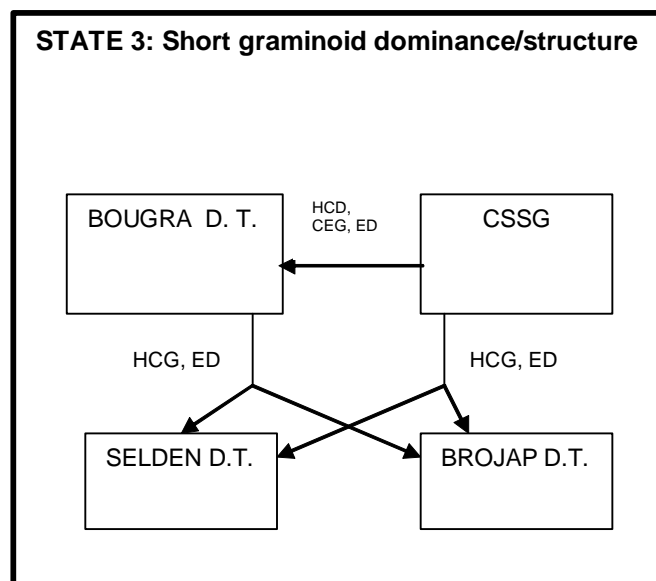 STATE 3: Short graminoid dominance/structure
BOUGRA D. T.
HCD,
CEG, ED
CSSG
HCG, ED
HCG, ED
SELDEN D.T.
BROJAP D.T.